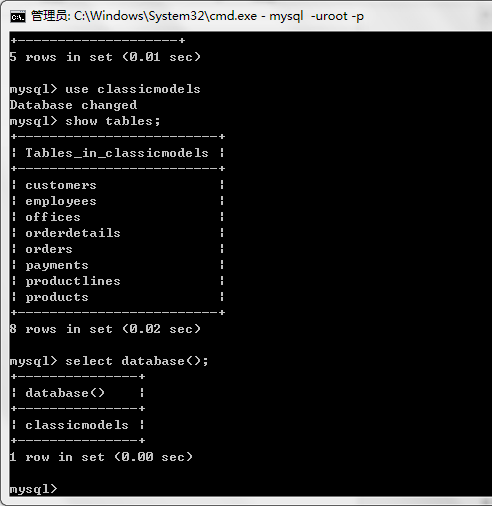 管理员: C:\Windows\System32\cmd.exe - mysql  -uroot -p
+--------------------+
5 rows in set (0.01 sec)
mysql> use classicmodels
Database changed
mysql> show tables;
+-------------------------+
¦ Tables_in_classicmodels ¦
+-------------------------+
¦ customers               ¦
¦ employees               ¦
¦ offices                 ¦
¦ orderdetails            ¦
¦ orders                  ¦
¦ payments                ¦
¦ productlines            ¦
¦ products                ¦
+-------------------------+
8 rows in set (0.02 sec)
mysql> select database();
+---------------+
¦ database()    ¦
+---------------+
¦ classicmodels ¦
+---------------+
1 row in set (0.00 sec)
mysql>